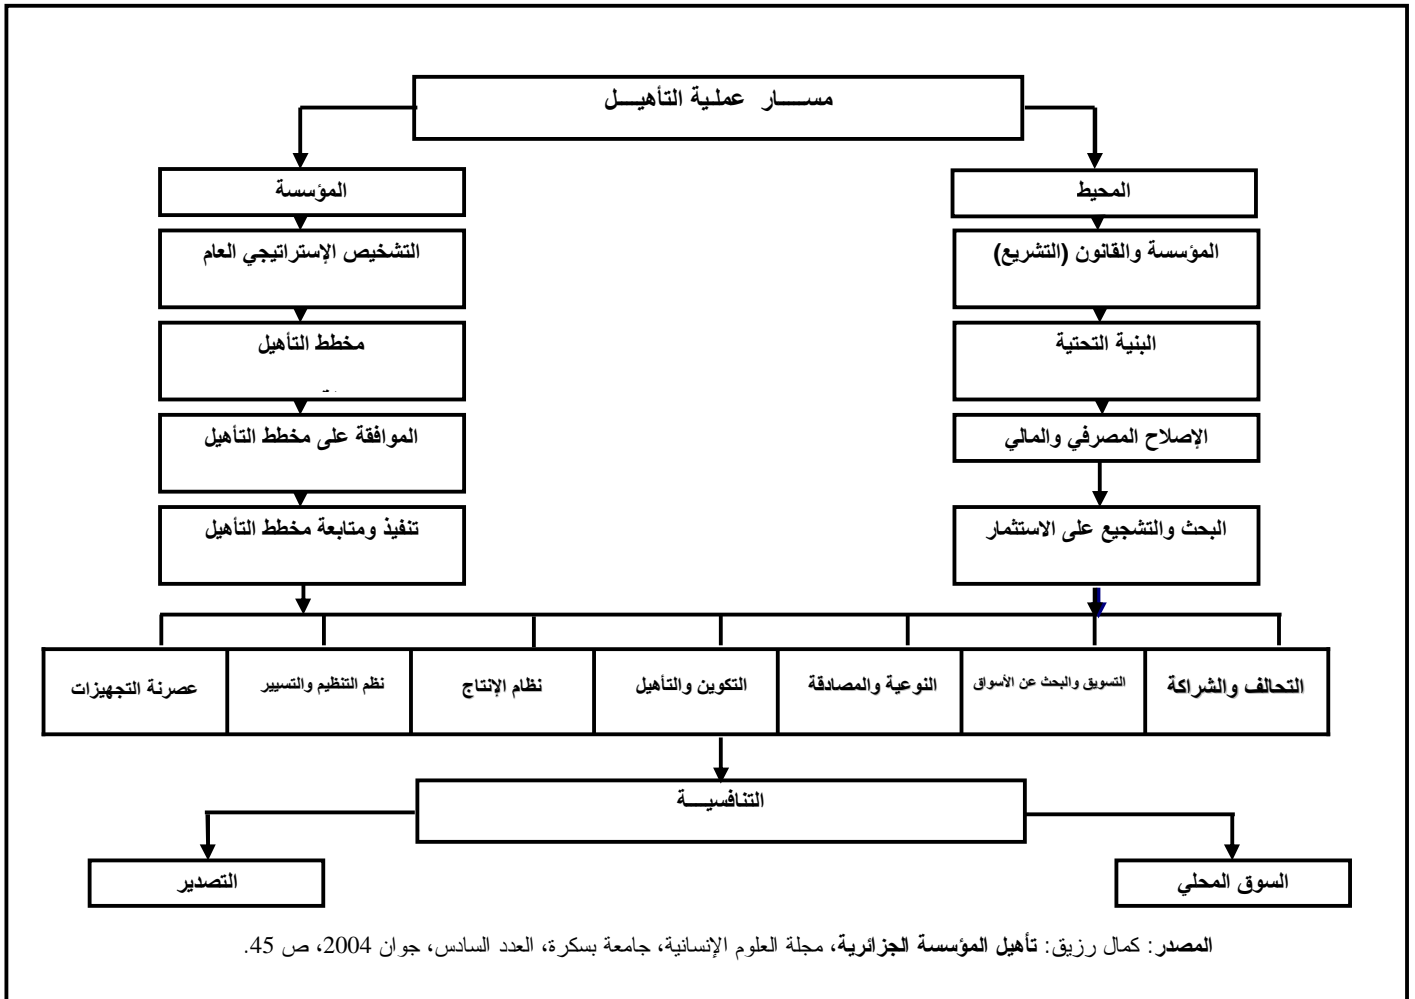 مســــــار عملـية التأهيــــل
المحيط
المؤسسة
المؤسسة والقانون (التشريع)
التشخيص الإستراتيجي العام
البنية التحتية
مخطط التأهيل
الإصلاح المصرفي والمالي
الموافقة على مخطط التأهيل
البحث والتشجيع على الاستثمار
تنفيذ ومتابعة مخطط التأهيل
التحالف والشراكة
التسويق والبحث عن الأسواق
النوعية والمصادقة
التكوين والتأهيل
نظام الإنتاج
نظم التنظيم والتسيير
عصرنة التجهيزات
التنافسيــــة
السوق المحلي
التصدير
المصدر: كمال رزيق: تأهيل المؤسسة الجزائرية، مجلة العلوم الإنسانية، جامعة بسكرة، العدد السادس، جوان 2004، ص 45.